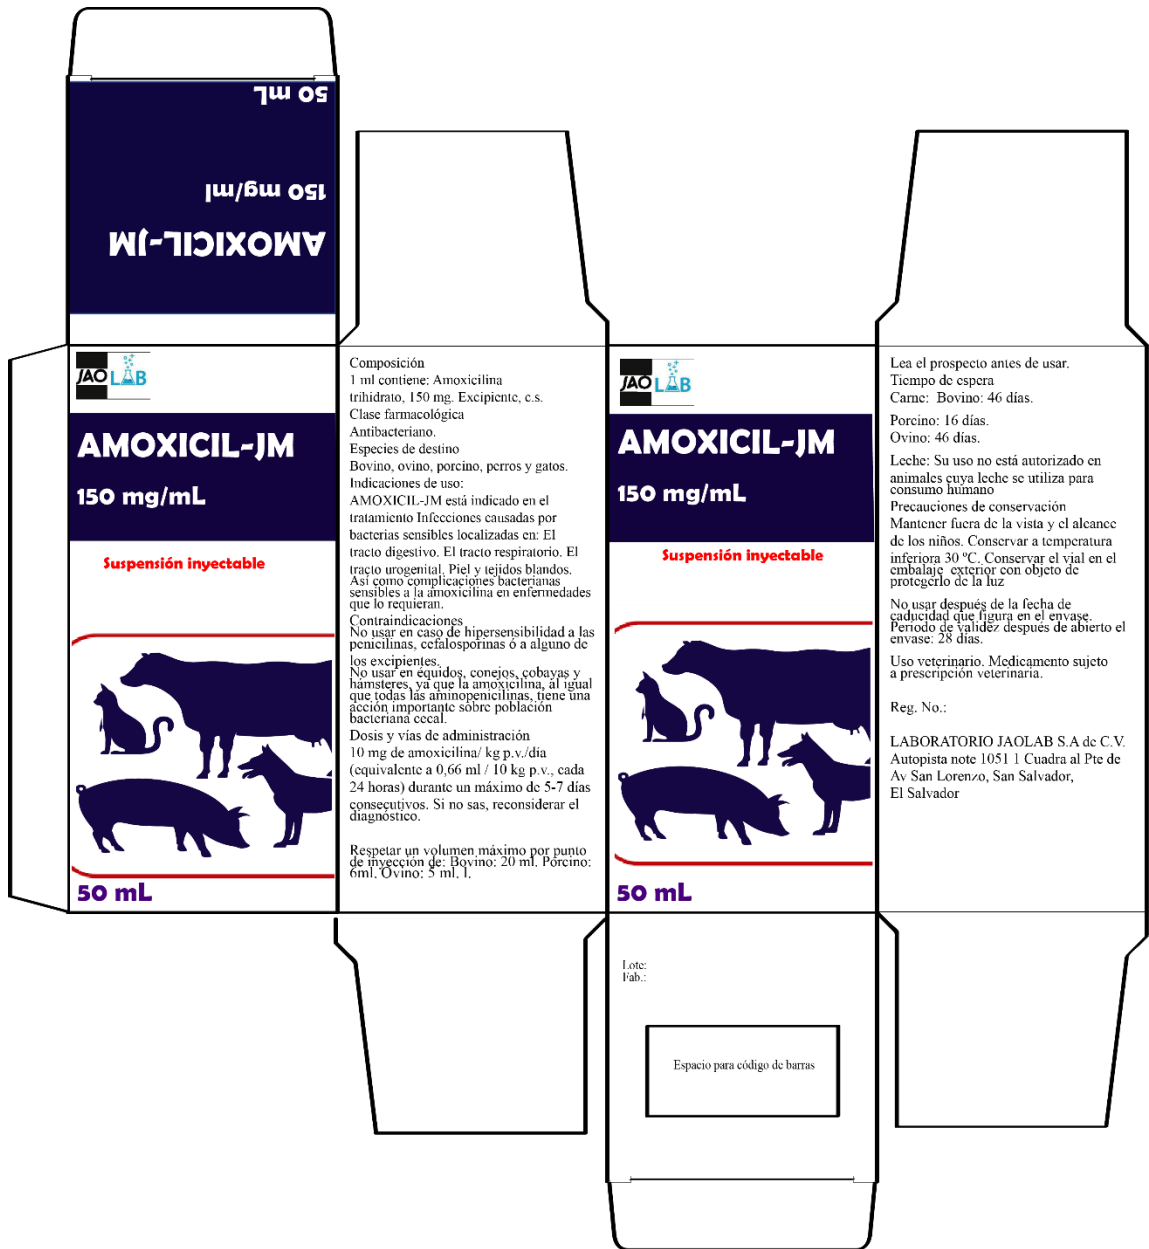 50 mL
150 mg/ml
AMOXICIL-JM
JAO LAB
AMOXICIL-JM
150 mg/mL
Suspensión inyectable
50 mL
Composición
1 ml contiene: Amoxicilina
trihidrato, 150 mg. Excipiente, c.s.
Clase farmacológica
Antibacteriano.
Especies de destino
Bovino, ovino, porcino, perros y gatos.
Indicaciones de uso:
AMOXICIL-JM está indicado en el
tratamiento Infecciones causadas por
bacterias sensibles localizadas en: El
tracto digestivo. El tracto respiratorio. El
tracto urogenital. Piel y tejidos blandos.
Así como complicaciones bacterianas
sensibles a la amoxicilina en enfermedades
que lo requieran.
Contraindicaciones
No usar en caso de hipersensibilidad a las
penicilinas, cefalosporinas ó a alguno de
los excipientes.
No usar en équidos, conejos, cobayas y
hámsteres, ya que la amoxicilina, al igual
que todas las aminopenicilinas, tiene una
acción importante sobre población
bacteriana cecal.
Dosis y vías de administración
10 mg de amoxicilina/ kg p.v./día
(equivalente a 0,66 ml / 10 kg p.v., cada
24 horas) durante un máximo de 5-7 días
consecutivos. Si no sas, reconsiderar el
diagnóstico.
Respetar un volumen máximo por punto
de inyección de: Bovino: 20 ml. Porcino:
6ml. Ovino: 5 ml. l.
JAO LAB
AMOXICIL-JM
150 mg/mL
Suspensión inyectable
50 mL
Lea el prospecto antes de usar.
Tiempo de espera
Carne: Bovino: 46 días.
Porcino: 16 días.
Ovino: 46 días.
Leche: Su uso no está autorizado en
animales cuya leche se utiliza para
consumo humano
Precauciones de conservación
Mantener fuera de la vista y el alcance
de los niños. Conservar a temperatura
inferiora 30 ºC. Conservar el vial en el
embalaje exterior con objeto de
protegerlo de la luz
No usar después de la fecha de
caducidad que figura en el envase.
Periodo de validez después de abierto el
envase: 28 días.
Uso veterinario. Medicamento sujeto
a prescripción veterinaria.
Reg. No.:
LABORATORIO JAOLAB S.A de C.V.
Autopista note 1051 1 Cuadra al Pte de
Av San Lorenzo, San Salvador,
El Salvador
Lote:
Fab.:
Espacio para código de barras